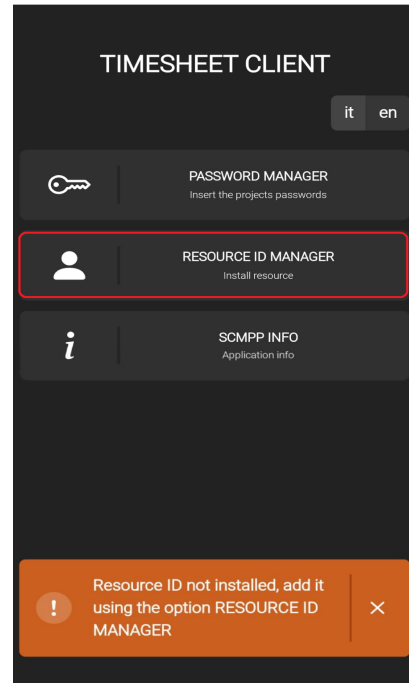 TIMESHEET CLIENT
it en
PASSWORD MANAGER
Insert the projects passwords
RESOURCE ID MANAGER
Install resource
i
SCMPP INFO
Application info
!
Resource ID not installed, add it
using the option RESOURCE ID
MANAGER